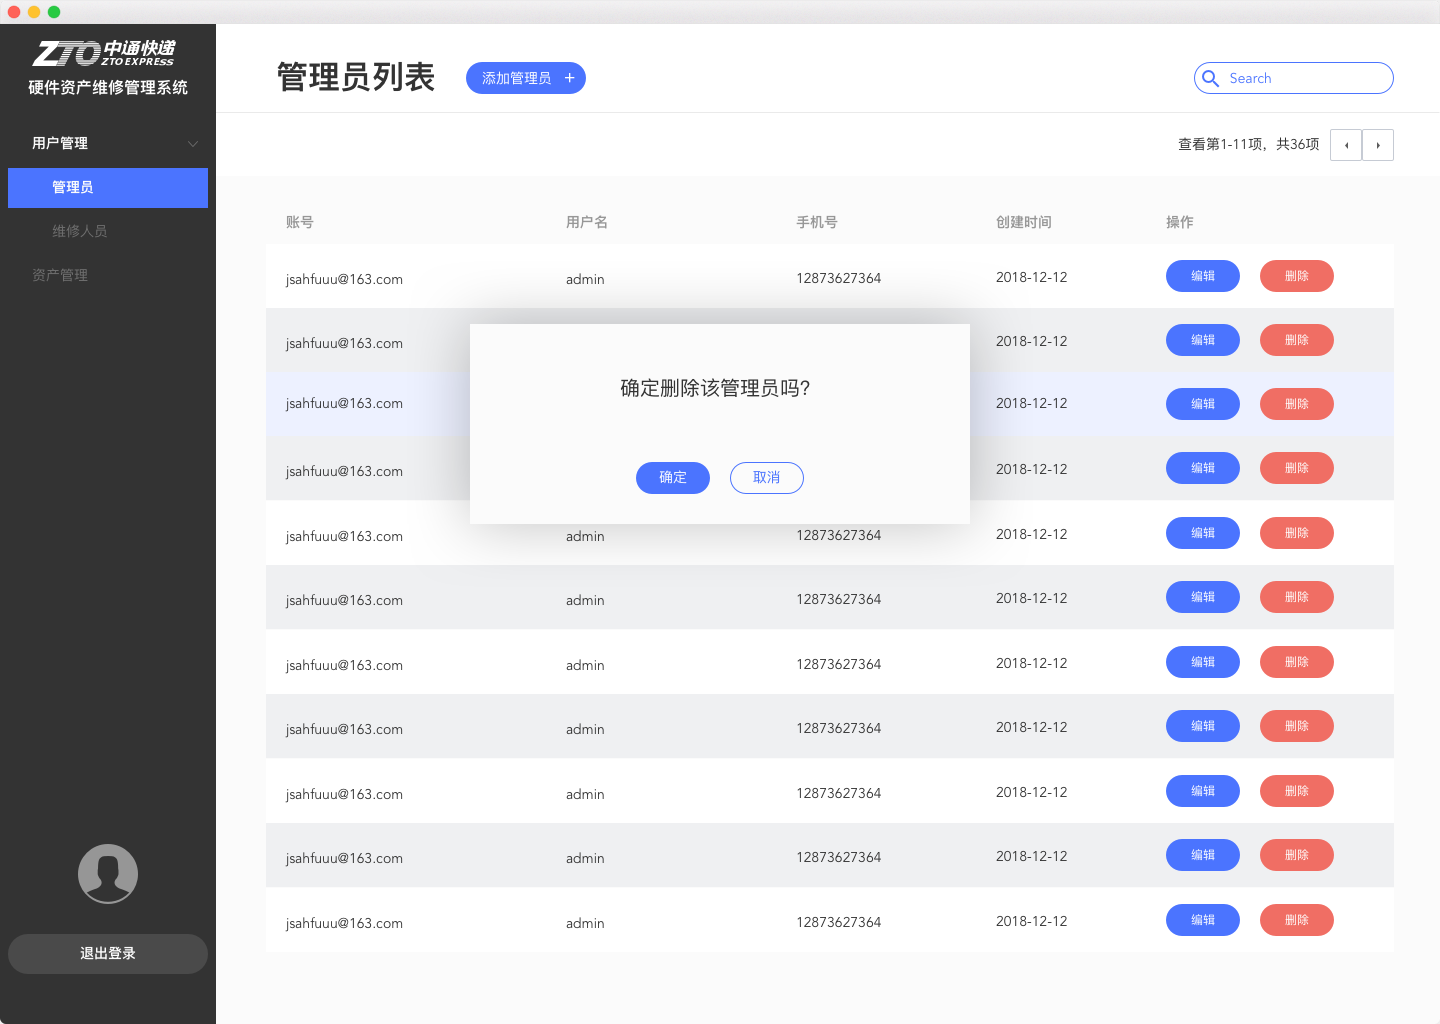 ZTO中通快递
ZTO EXPRESS
硬件资产维修管理系统
用户管理
管理员
维修人员
资产管理
退出登录
管理员列表
添加管理员 +
Search
查看第1-11项，共36项
账号 用户名 手机号 创建时间 操作
jsahfuuu@163.com admin 12873627364 2018-12-12 编辑 删除
jsahfuuu@163.com 2018-12-12 编辑 删除
jsahfuuu@163.com 2018-12-12 编辑 删除
jsahfuuu@163.com 2018-12-12 编辑 删除
确定删除该管理员吗?
确定 取消
jsahfuuu@163.com admin 12873627364 2018-12-12 编辑 删除
jsahfuuu@163.com admin 12873627364 2018-12-12 编辑 删除
jsahfuuu@163.com admin 12873627364 2018-12-12 编辑 删除
jsahfuuu@163.com admin 12873627364 2018-12-12 编辑 删除
jsahfuuu@163.com admin 12873627364 2018-12-12 编辑 删除
jsahfuuu@163.com admin 12873627364 2018-12-12 编辑 删除
jsahfuuu@163.com admin 12873627364 2018-12-12 编辑 删除